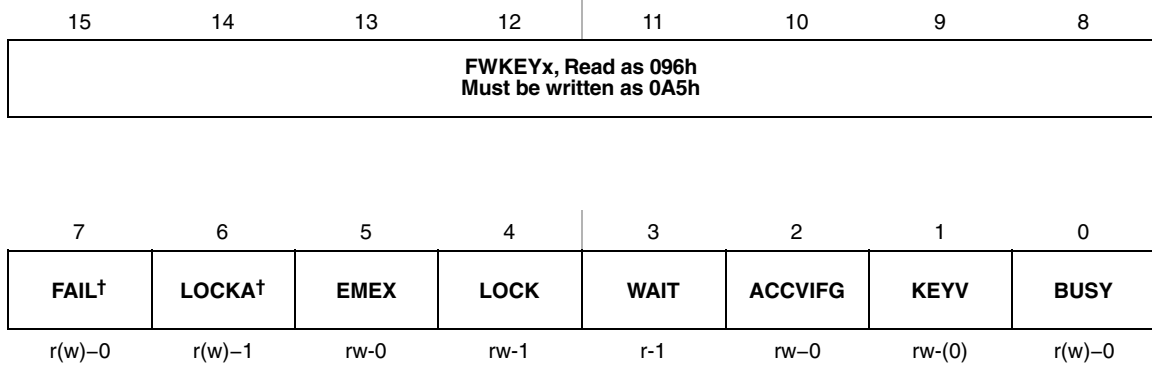 15 14 13 12 11 10 9 8
FWKEYx, Read as 096h
Must be written as 0A5h
7 6 5 4 3 2 1 0
FAIL† LOCKA† EMEX LOCK WAIT ACCVIFG KEYV BUSY
r(w)−0 r(w)−1 rw-0 rw-1 r-1 rw−0 rw-(0) r(w)−0